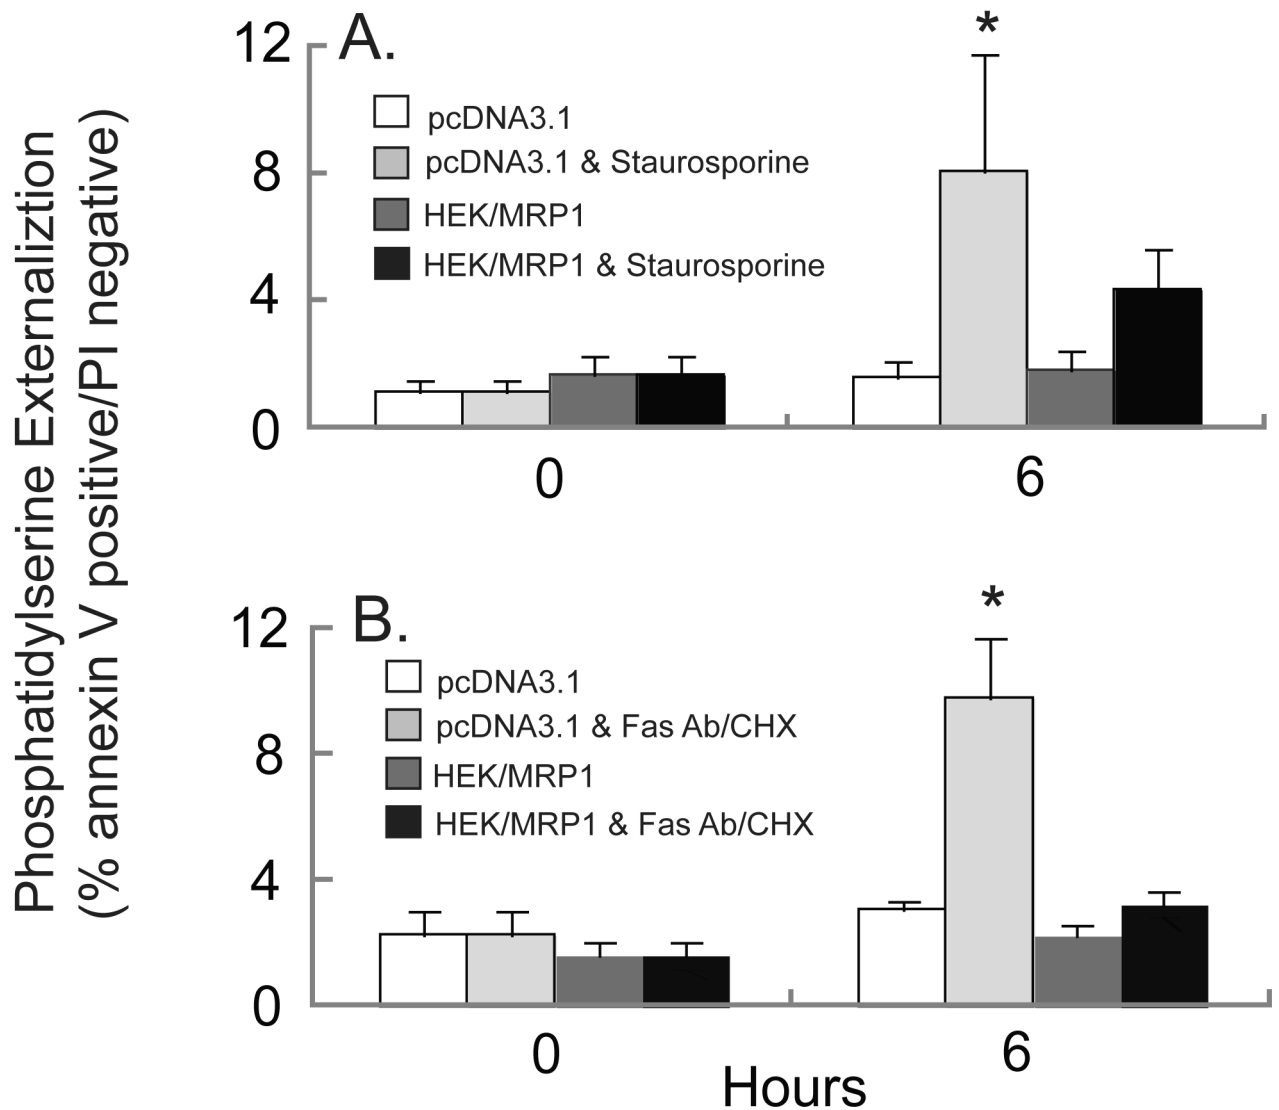 Phosphatidylserine Externaliztion
(% annexin V positive/PI negative)
A.
*
12
8
4
0
pcDNA3.1
pcDNA3.1 & Staurosporine
HEK/MRP1
HEK/MRP1 & Staurosporine
0 6
B.
*
12
8
4
0
pcDNA3.1
pcDNA3.1 & Fas Ab/CHX
HEK/MRP1
HEK/MRP1 & Fas Ab/CHX
0 6
Hours